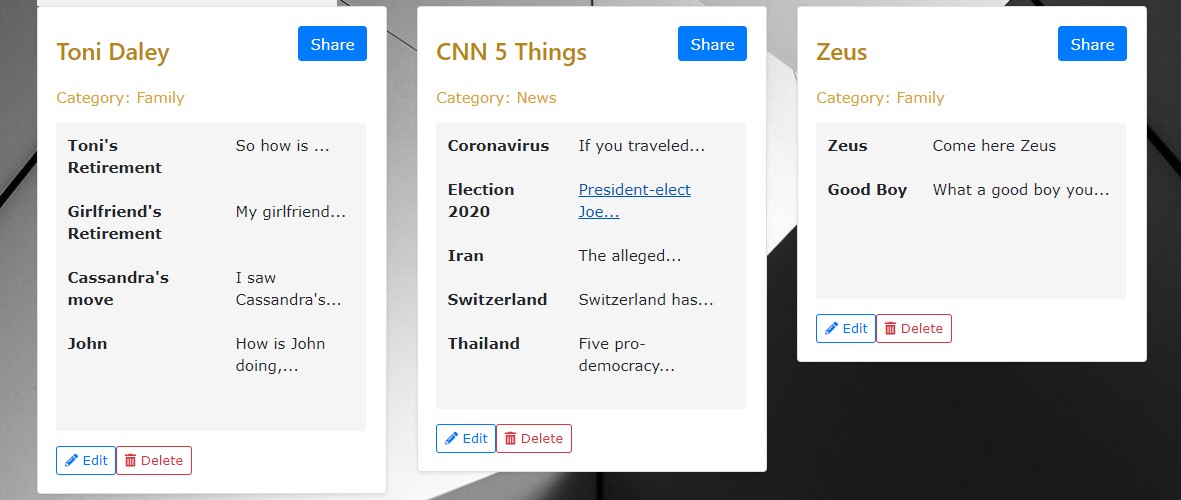 Toni Daley
Share
Category: Family
Toni's So how is ...
Retirement
Girlfriend's My girlfriend...
Retirement
Cassandra's I saw
move Cassandra's...
John How is John
doing,...
Edit Delete
CNN 5 Things
Share
Category: News
Coronavirus If you traveled...
Election President-elect
2020 Joe...
Iran The alleged...
Switzerland Switzerland has...
Thailand Five pro-
democracy...
Edit Delete
Zeus
Share
Category: Family
Zeus Come here Zeus
Good Boy What a good boy you...
Edit Delete